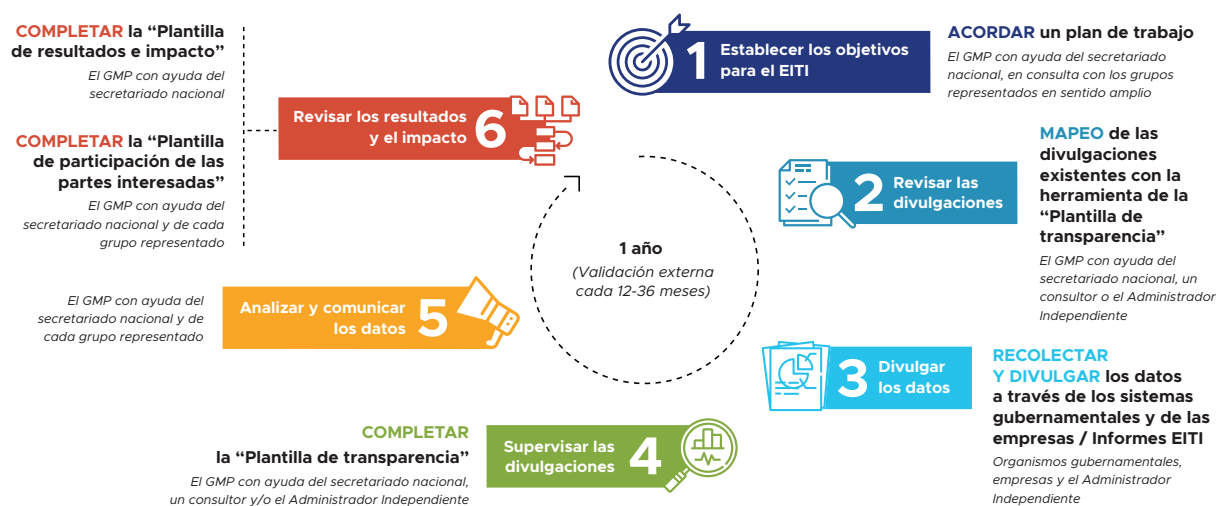 1
Establecer los objetivos
para el EITI
ACORDAR un plan de trabajo
El GMP con ayuda del secretariado
nacional, en consulta con los grupos
representados en sentido amplio
2
Revisar las
divulgaciones
MAPEO de las
divulgaciones
existentes con la
herramienta de la
“Plantilla de
transparencia”
El GMP con ayuda del
secretariado nacional, un
consultor o el Administrador
Independiente
3
Divulgar
los datos
RECOLECTAR
Y DIVULGAR los datos
a través de los sistemas
gubernamentales y de las
empresas / Informes EITI
Organismos gubernamentales,
empresas y el Administrador
Independiente
Supervisar las
divulgaciones
4
COMPLETAR
la “Plantilla de transparencia”
El GMP con ayuda del secretariado nacional,
un consultor y/o el Administrador Independiente
Analizar y comunicar
los datos
5
El GMP con ayuda del
secretariado nacional y de
cada grupo representado
Revisar los resultados
y el impacto
6
COMPLETAR la “Plantilla
de resultados e impacto”
El GMP con ayuda del
secretariado nacional
COMPLETAR la “Plantilla
de participación de las
partes interesadas”
El GMP con ayuda del
secretariado nacional y de cada
grupo representado
1 año
(Validación externa
cada 12-36 meses)